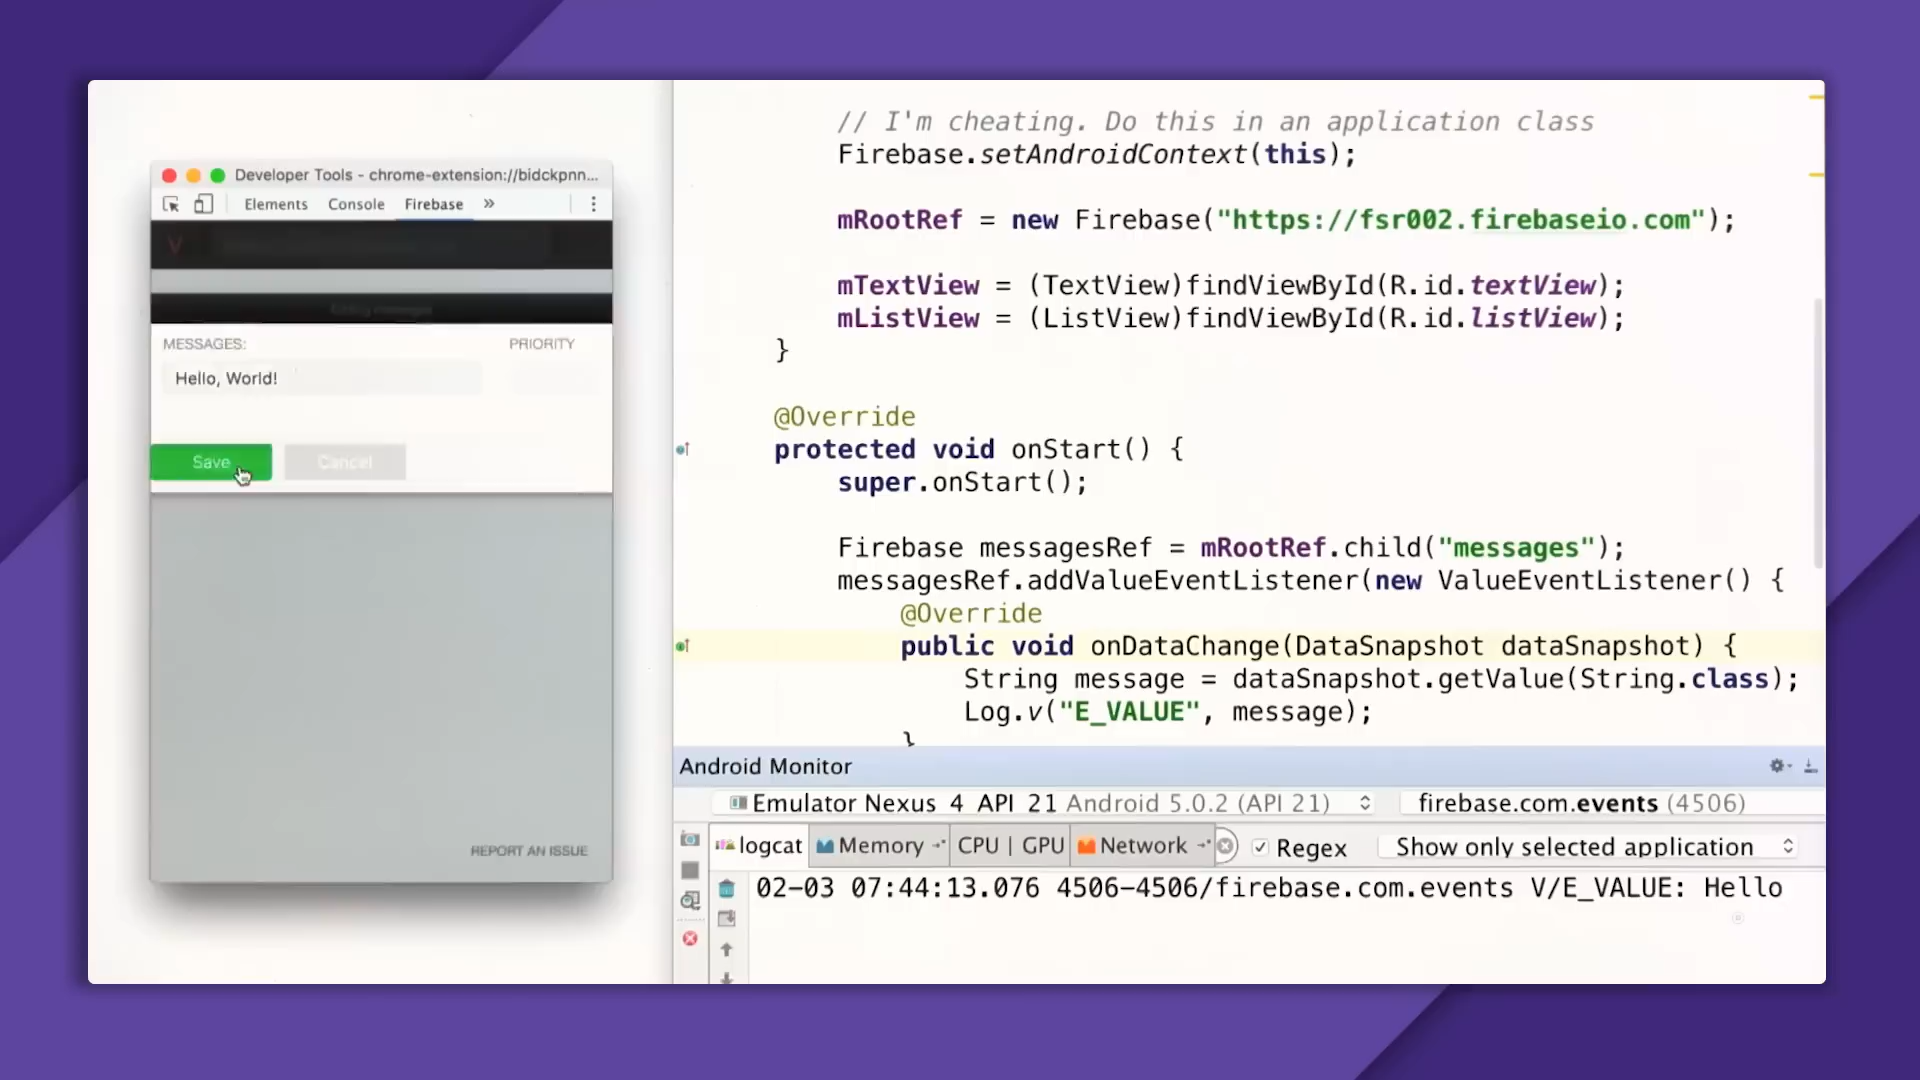 Developer Tools - chrome-extension://bidckpnn...
Elements Console Firebase »
MESSAGES: PRIORITY
Hello, World!
Save Cancel
REPORT AN ISSUE
// I'm cheating. Do this in an application class
Firebase.setAndroidContext(this);
mRootRef = new Firebase("https://fsr002.firebaseio.com");
mTextView = (TextView)findViewById(R.id.textView);
mListView = (ListView)findViewById(R.id.listView);
}
@Override
protected void onStart() {
super.onStart();
Firebase messagesRef = mRootRef.child("messages");
messagesRef.addValueEventListener(new ValueEventListener() {
@Override
public void onDataChange(DataSnapshot dataSnapshot) {
String message = dataSnapshot.getValue(String.class);
Log.v("E_VALUE", message);
}
Android Monitor
Emulator Nexus 4 API 21 Android 5.0.2 (API 21) firebase.com.events (4506)
logcat Memory CPU | GPU Network Regex Show only selected application
02-03 07:44:13.076 4506-4506/firebase.com.events V/E_VALUE: Hello